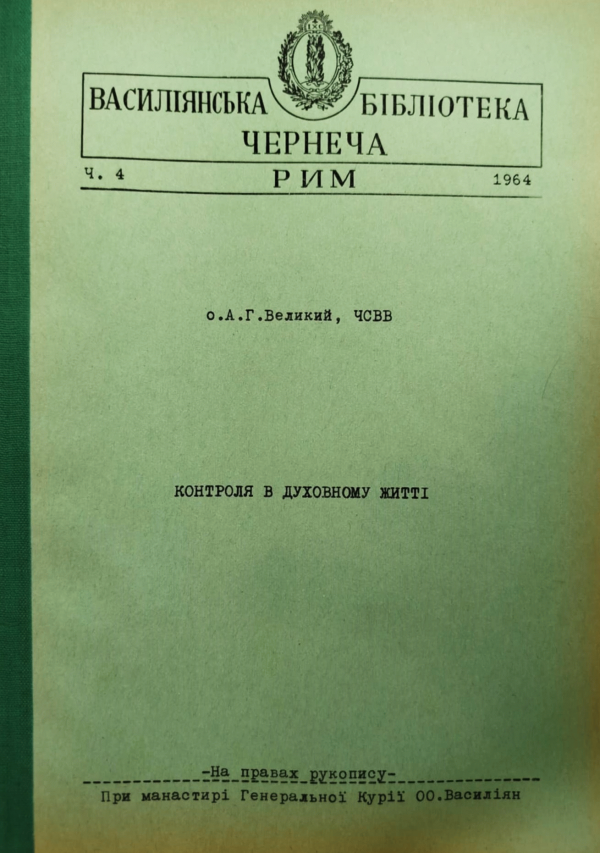 ВАСИЛІЯНСЬКА БІБЛІОТЕКА
ЧЕРНЕЧА
Ч. 4 РИМ 1964
о.А.Г.Великий, ЧСВВ
КОНТРОЛЯ В ДУХОВНОМУ ЖИТТІ
-На правах рукопису-
При манастирі Генеральної Курії ОО.Василіян